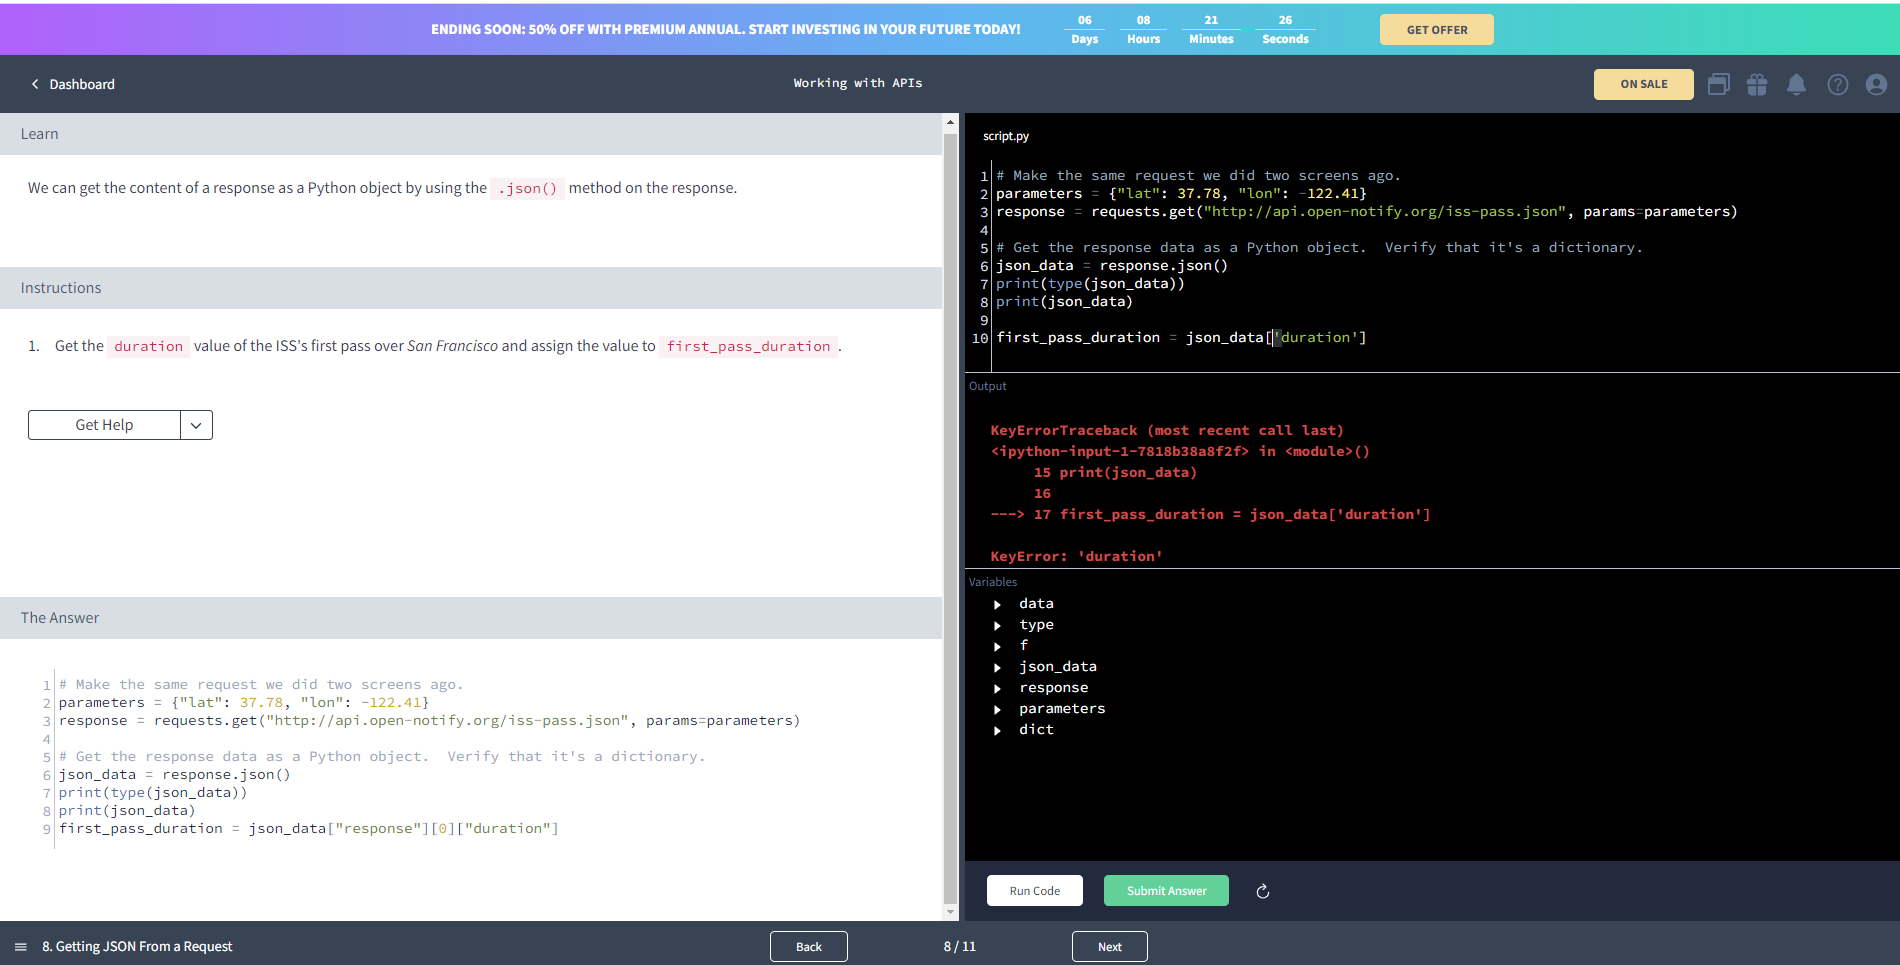 ENDING SOON: 50% OFF WITH PREMIUM ANNUAL. START INVESTING IN YOUR FUTURE TODAY!
06 08 21 26
Days Hours Minutes Seconds
GET OFFER
Dashboard
Working with APIs
ON SALE
Learn
We can get the content of a response as a Python object by using the .json() method on the response.
Instructions
1. Get the duration value of the ISS's first pass over San Francisco and assign the value to first_pass_duration .
Get Help
The Answer
1 # Make the same request we did two screens ago.
2 parameters = {"lat": 37.78, "lon": -122.41}
3 response = requests.get("http://api.open-notify.org/iss-pass.json", params=parameters)
4
5 # Get the response data as a Python object.  Verify that it's a dictionary.
6 json_data = response.json()
7 print(type(json_data))
8 print(json_data)
9 first_pass_duration = json_data["response"][0]["duration"]
script.py
1 # Make the same request we did two screens ago.
2 parameters = {"lat": 37.78, "lon": -122.41}
3 response = requests.get("http://api.open-notify.org/iss-pass.json", params=parameters)
4
5 # Get the response data as a Python object.  Verify that it's a dictionary.
6 json_data = response.json()
7 print(type(json_data))
8 print(json_data)
9
10 first_pass_duration = json_data['duration']
Output
KeyErrorTraceback (most recent call last)
<ipython-input-1-7818b38a8f2f> in <module>()
15 print(json_data)
16
---> 17 first_pass_duration = json_data['duration']
KeyError: 'duration'
Variables
data
type
f
json_data
response
parameters
dict
Run Code
Submit Answer
8. Getting JSON From a Request
Back
8 / 11
Next